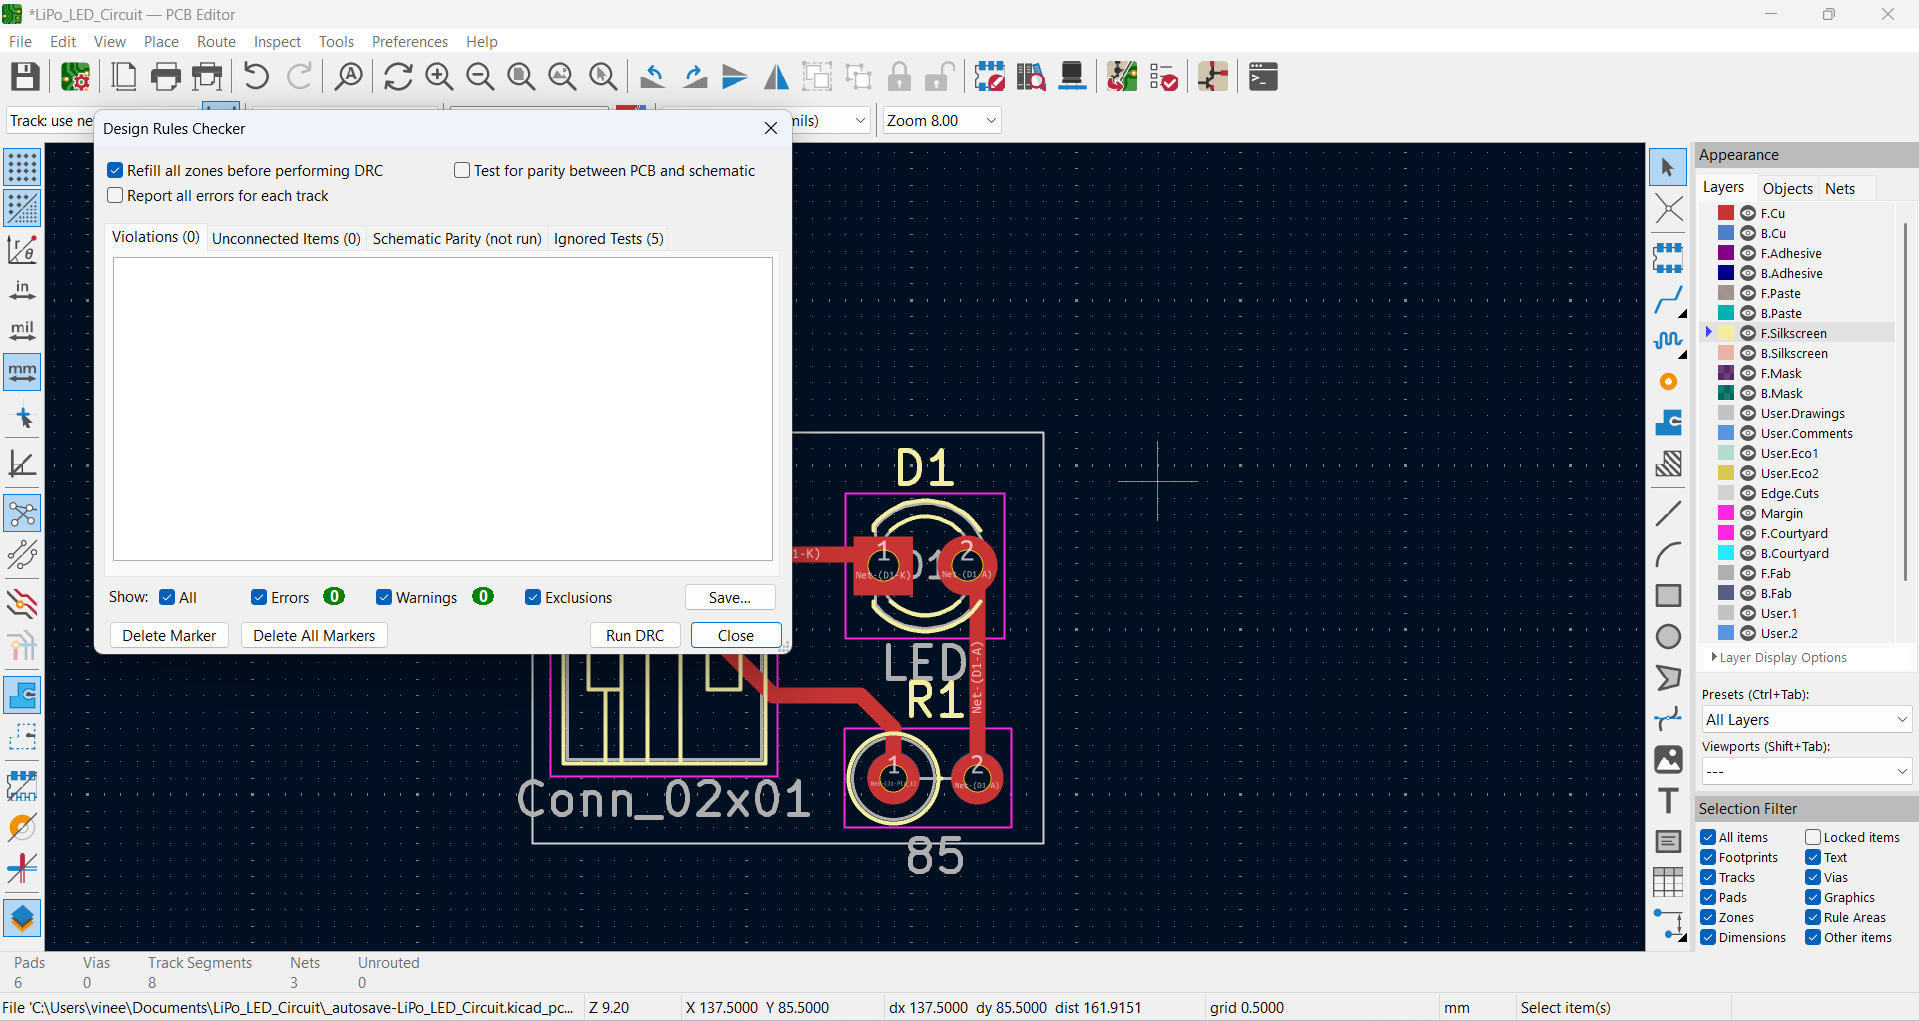 *LiPo_LED_Circuit — PCB Editor
File Edit View Place Route Inspect Tools Preferences Help
Track: use ne
mils)
Zoom 8.00
Design Rules Checker
Refill all zones before performing DRC
Test for parity between PCB and schematic
Report all errors for each track
Violations (0) Unconnected Items (0) Schematic Parity (not run) Ignored Tests (5)
Show: All Errors 0 Warnings 0 Exclusions Save...
Delete Marker Delete All Markers Run DRC Close
in
mil
mm
D1
1-K)
1
2
D1
Net-(D1-K)
Net-(D1-A)
LED
Net-(D1-A)
R1
1
2
Net-(D1-A)
Conn_02x01
85
Appearance
Layers Objects Nets
F.Cu
B.Cu
F.Adhesive
B.Adhesive
F.Paste
B.Paste
F.Silkscreen
B.Silkscreen
F.Mask
B.Mask
User.Drawings
User.Comments
User.Eco1
User.Eco2
Edge.Cuts
Margin
F.Courtyard
B.Courtyard
F.Fab
B.Fab
User.1
User.2
Layer Display Options
Presets (Ctrl+Tab):
All Layers
Viewports (Shift+Tab):
---
Selection Filter
All items Locked items
Footprints Text
Tracks Vias
Pads Graphics
Zones Rule Areas
Dimensions Other items
Pads Vias Track Segments Nets Unrouted
6 0 8 3 0
File 'C:\Users\vinee\Documents\LiPo_LED_Circuit\_autosave-LiPo_LED_Circuit.kicad_pc... Z 9.20 X 137.5000 Y 85.5000 dx 137.5000 dy 85.5000 dist 161.9151 grid 0.5000 mm Select item(s)